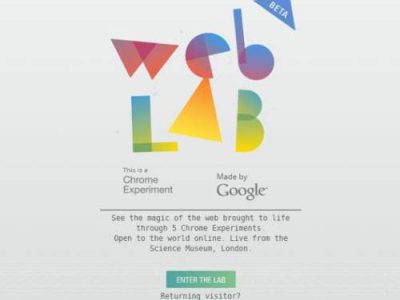 BETA
web
LAB
This is a
Chrome
Experiment
Made by
Google
See the magic of the web brought to life
through 5 Chrome Experiments.
Open to the world online. Live from the
Science Museum, London.
ENTER THE LAB
Returning visitor?